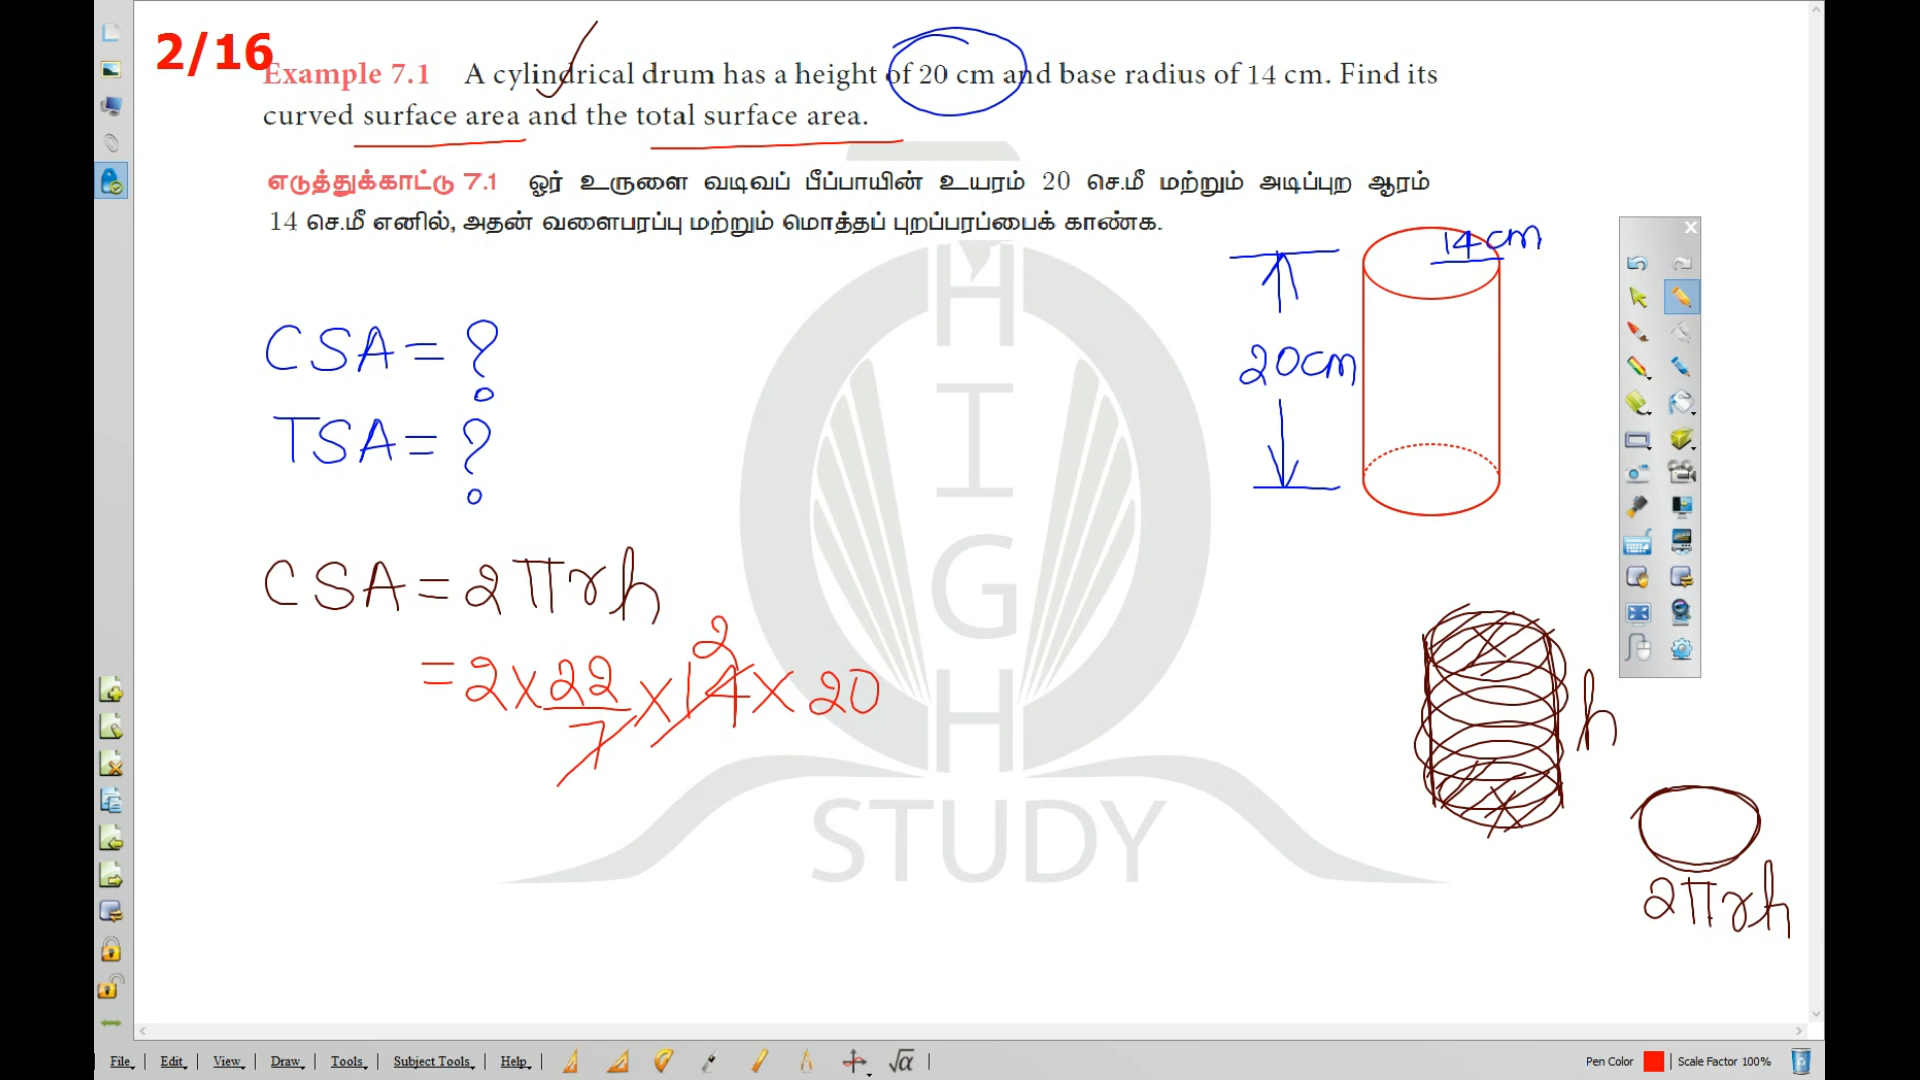 2/16
Example 7.1 A cylindrical drum has a height of 20 cm and base radius of 14 cm. Find its
curved surface area and the total surface area.
எடுத்துக்காட்டு 7.1 ஓர் உருளை வடிவப் பீப்பாயின் உயரம் 20 செ.மீ மற்றும் அடிப்புற ஆரம்
14 செ.மீ எனில், அதன் வளைபரப்பு மற்றும் மொத்தப் புறப்பரப்பைக் காண்க.
14cm
20cm
CSA = ?
TSA = ?
CSA = 2πrh
= 2 × 22/7 × 14 × 20
2
h
2πrh
HIGH
STUDY
File Edit View Draw Tools Subject Tools Help
√α
Pen Color
Scale Factor 100%